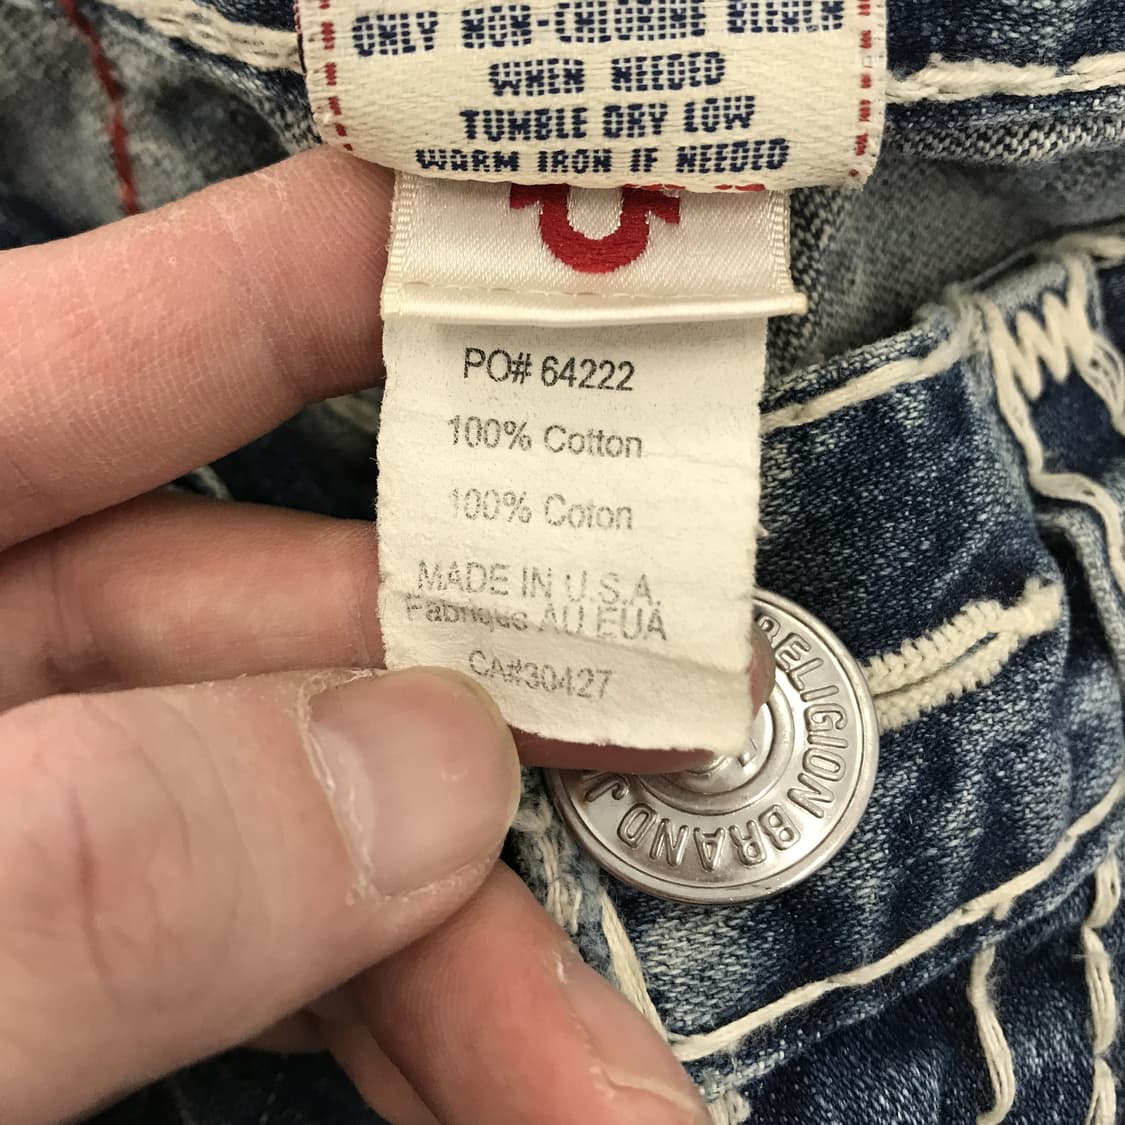 ONLY NON-CHLORINE BLEACH
WHEN NEEDED
TUMBLE DRY LOW
WARM IRON IF NEEDED
PO# 64222
100% Cotton
100% Coton
MADE IN U.S.A.
Fabrique AU EUA
CA#30427
RELIGION BRAND J